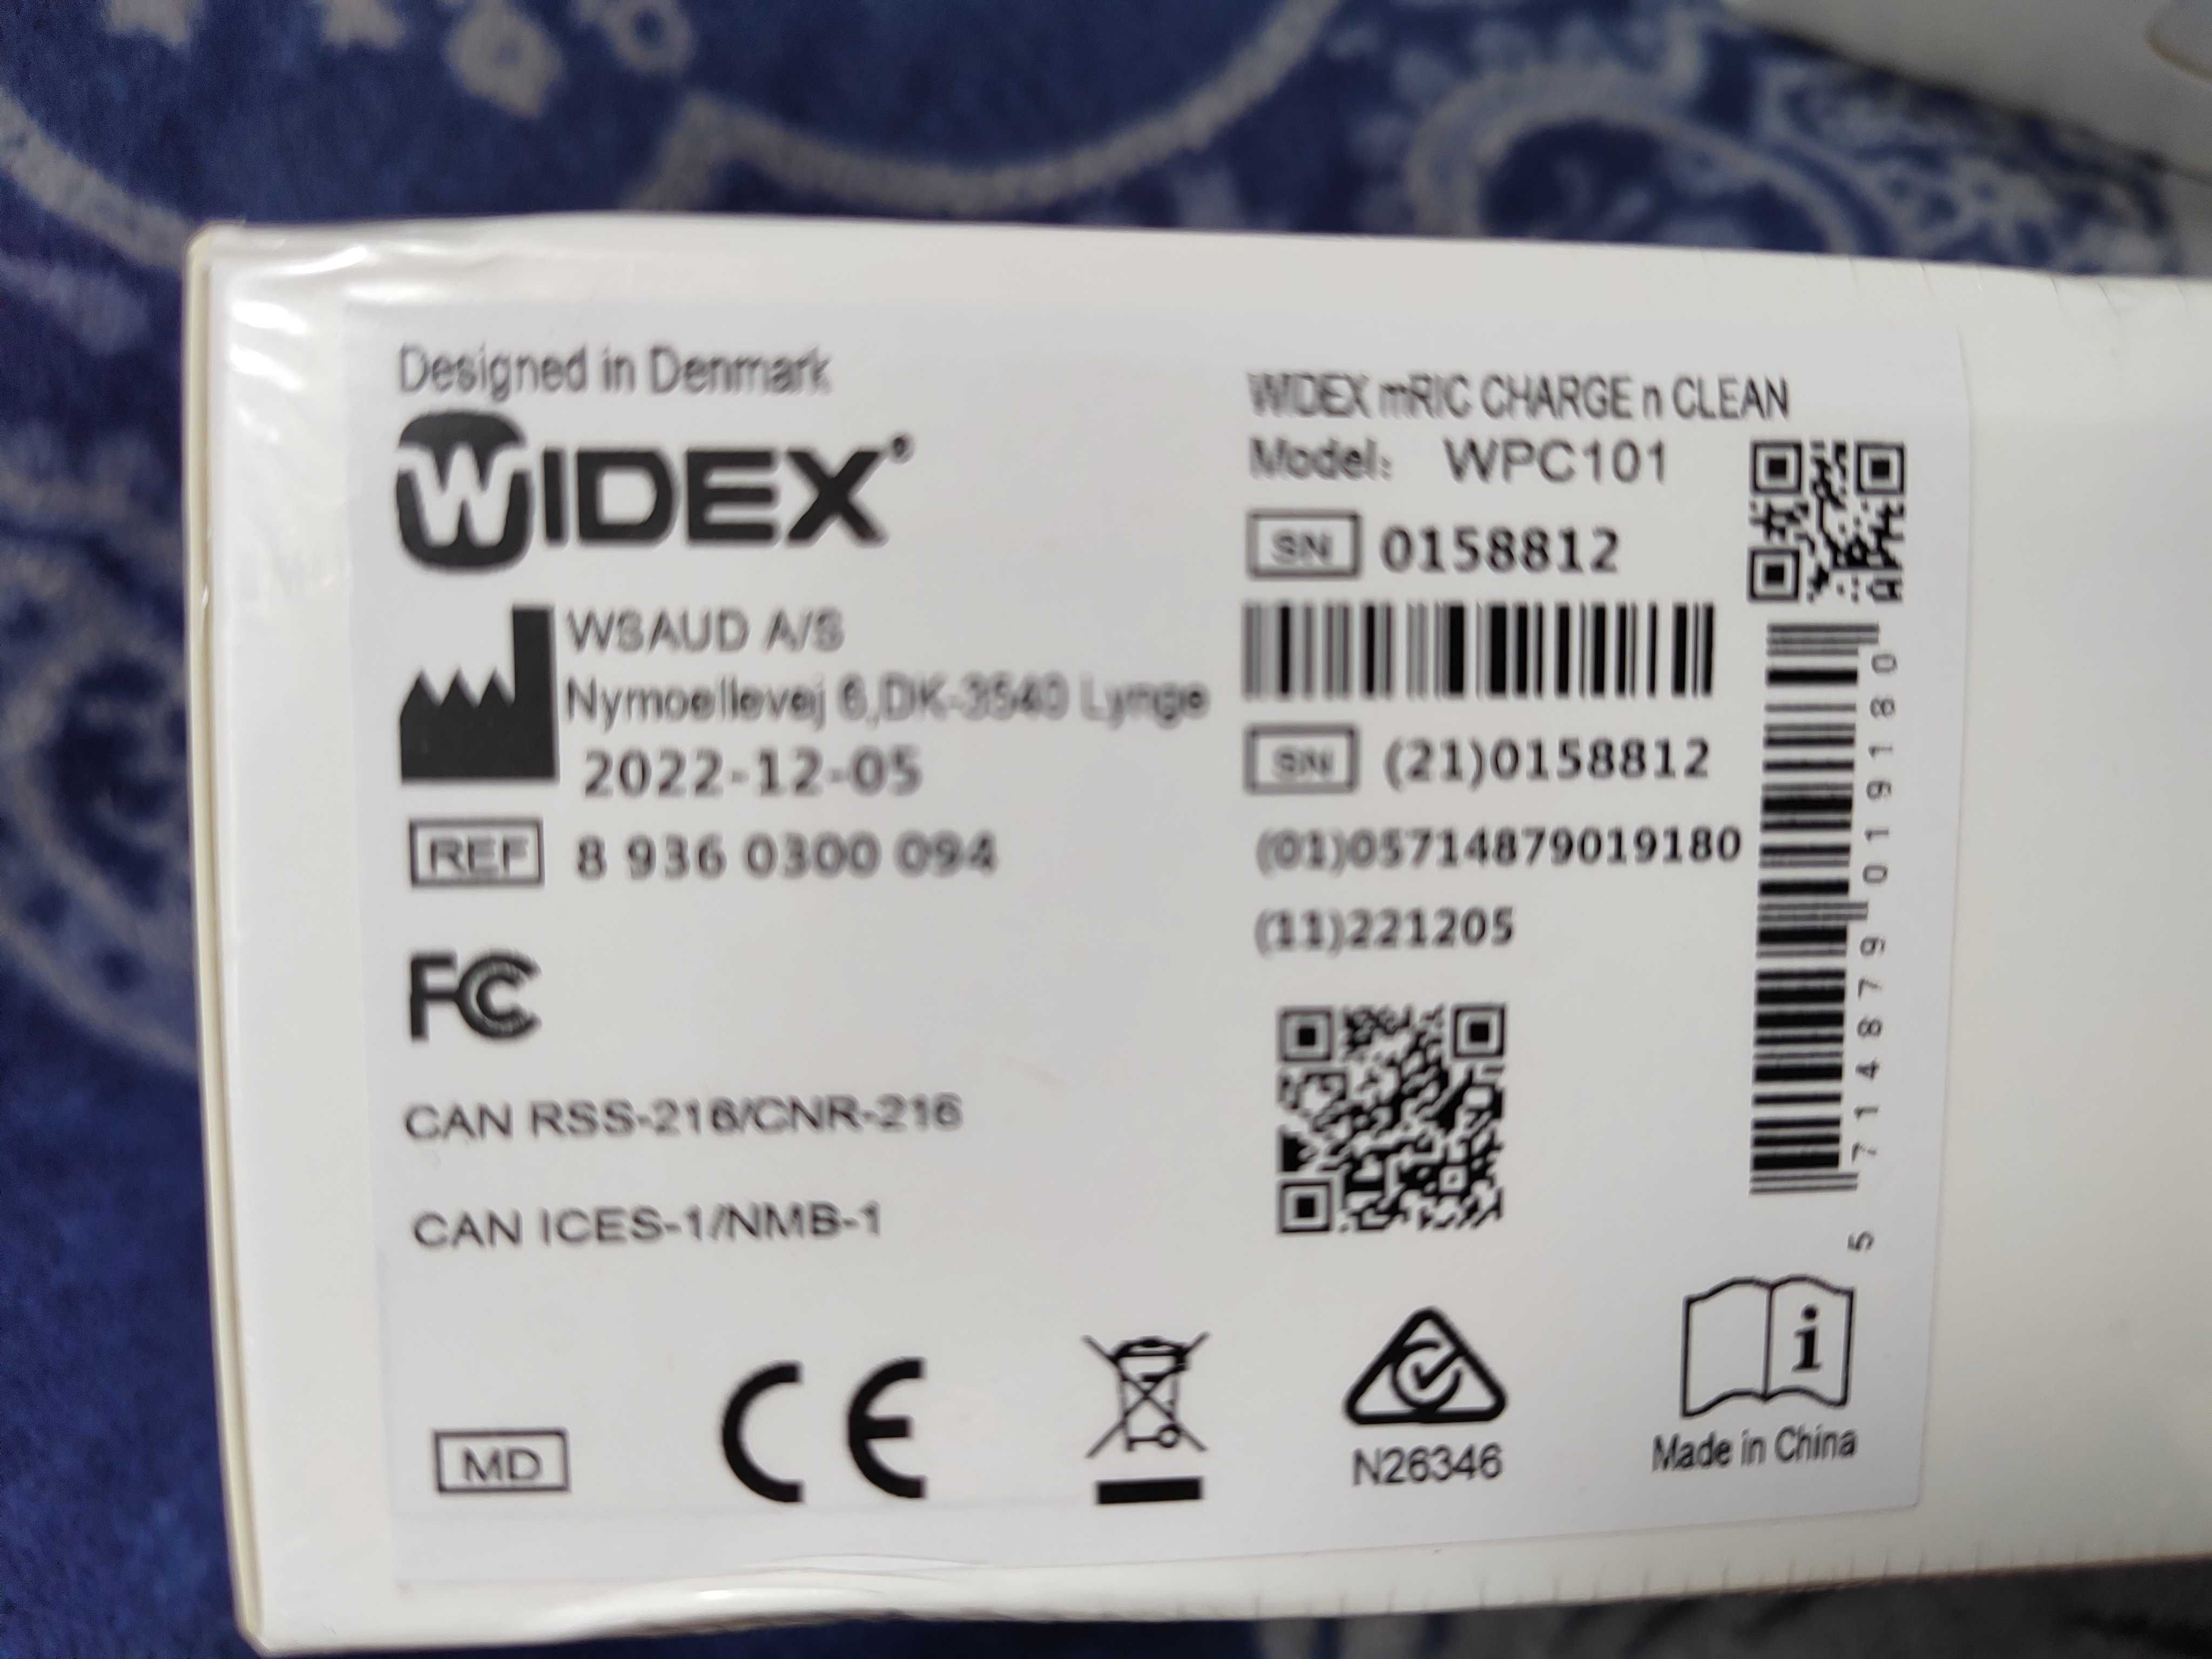 Designed in Denmark
WIDEX®
WSAUD A/S
Nymoellevej 6,DK-3540 Lynge
2022-12-05
REF 8 936 0300 094
FC
CAN RSS-216/CNR-216
CAN ICES-1/NMB-1
MD
CE
WIDEX mRIC CHARGE n CLEAN
Model: WPC101
SN 0158812
SN (21)0158812
(01)05714879019180
(11)221205
5 714879 019180
N26346
i
Made in China